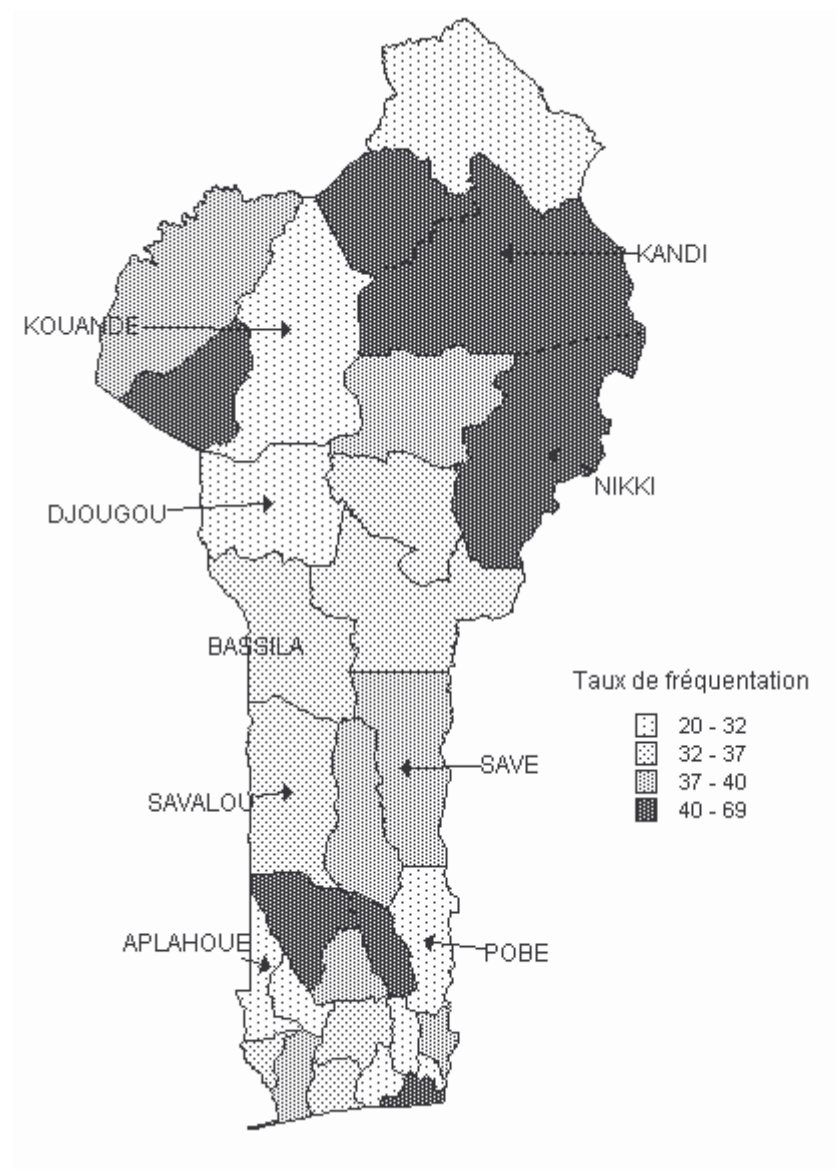 KANDI
KOUANDE
NIKKI
DJOUGOU
BASSILA
Taux de fréquentation
20 - 32
32 - 37
37 - 40
40 - 69
SAVE
SAVALOU
APLAHOUE
POBE